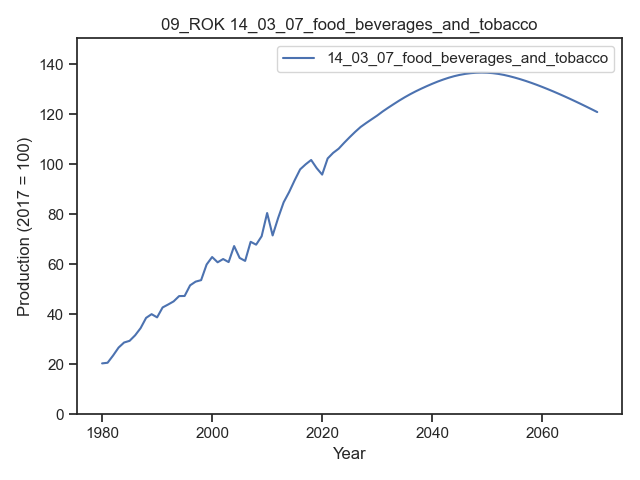 09_ROK 14_03_07_food_beverages_and_tobacco
14_03_07_food_beverages_and_tobacco
Production (2017 = 100)
140
120
100
80
60
40
20
0
1980 2000 2020 2040 2060
Year